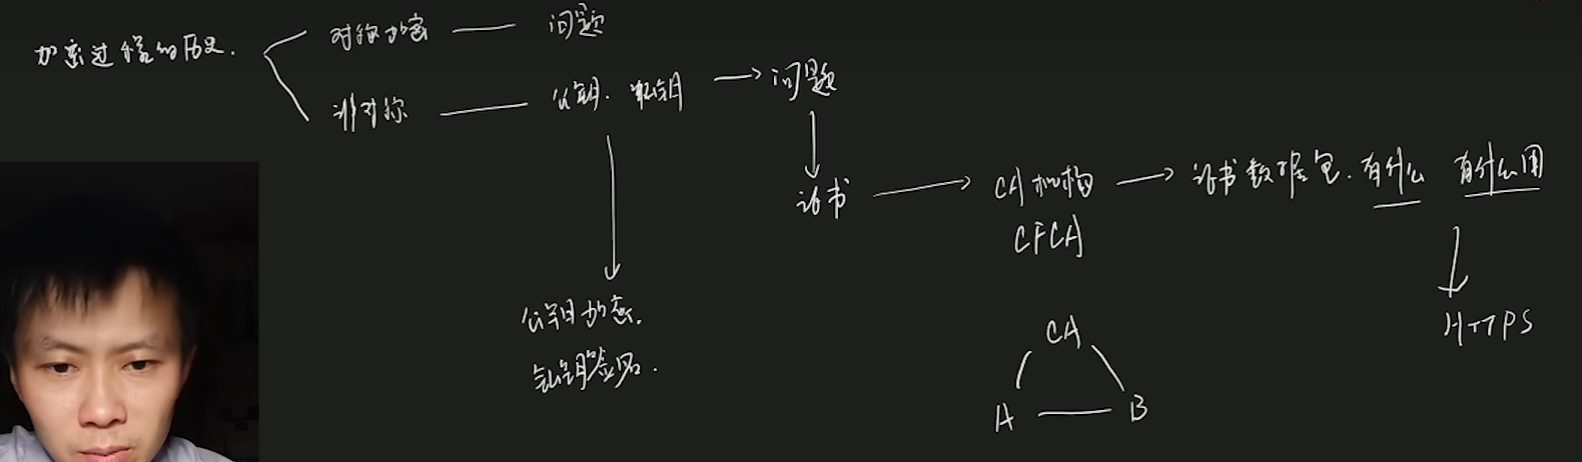 加密过程的历史.
对称加密
问题
非对称
公钥. 私钥
问题
证书
CA机构
CFCA
证书数据包. 有什么 有什么用
HTTPS
公钥加密.
私钥签名.
CA
A
B